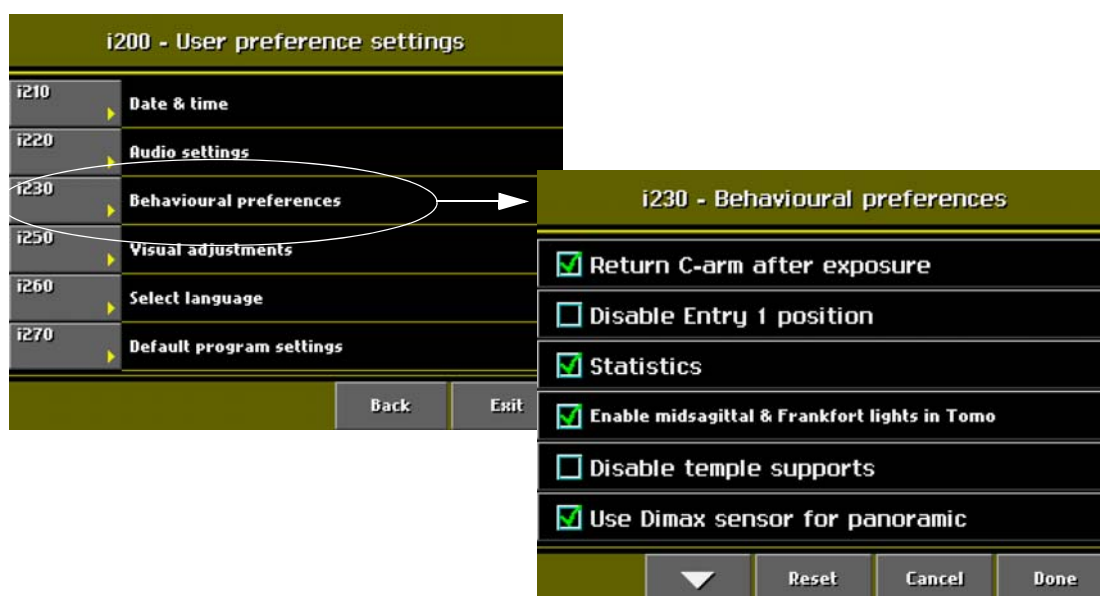 i200 - User preference settings
i210
Date & time
i220
Audio settings
i230
Behavioural preferences
i250
Visual adjustments
i260
Select language
i270
Default program settings
Back
Exit
i230 - Behavioural preferences
Return C-arm after exposure
Disable Entry 1 position
Statistics
Enable midsagittal & Frankfort lights in Tomo
Disable temple supports
Use Dimax sensor for panoramic
Reset
Cancel
Done